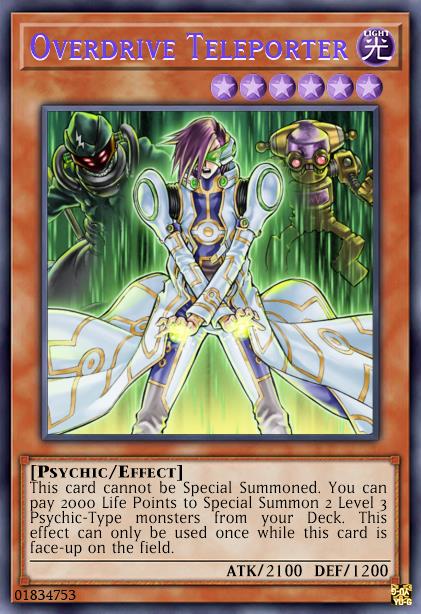 Overdrive Teleporter
LIGHT
光
[Psychic/Effect]
This card cannot be Special Summoned. You can
pay 2000 Life Points to Special Summon 2 Level 3
Psychic-Type monsters from your Deck. This
effect can only be used once while this card is
face-up on the field.
ATK/2100 DEF/1200
01834753